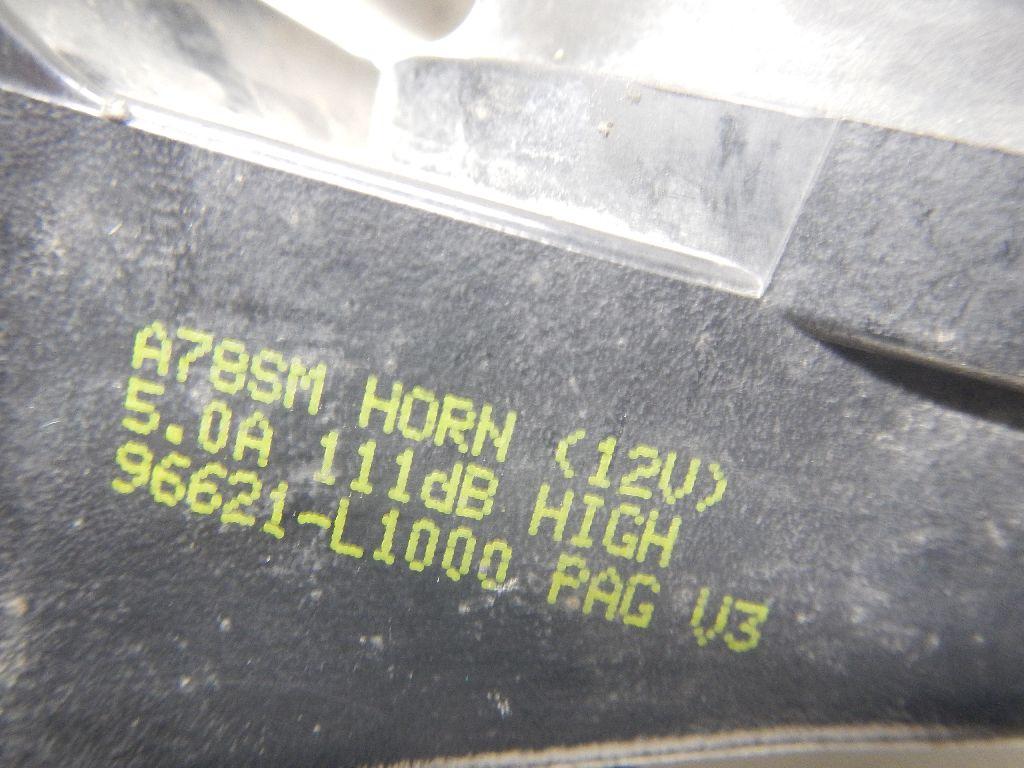 A78SM HORN (12V)
5.0A 111dB HIGH
96621-L1000 PAG V3